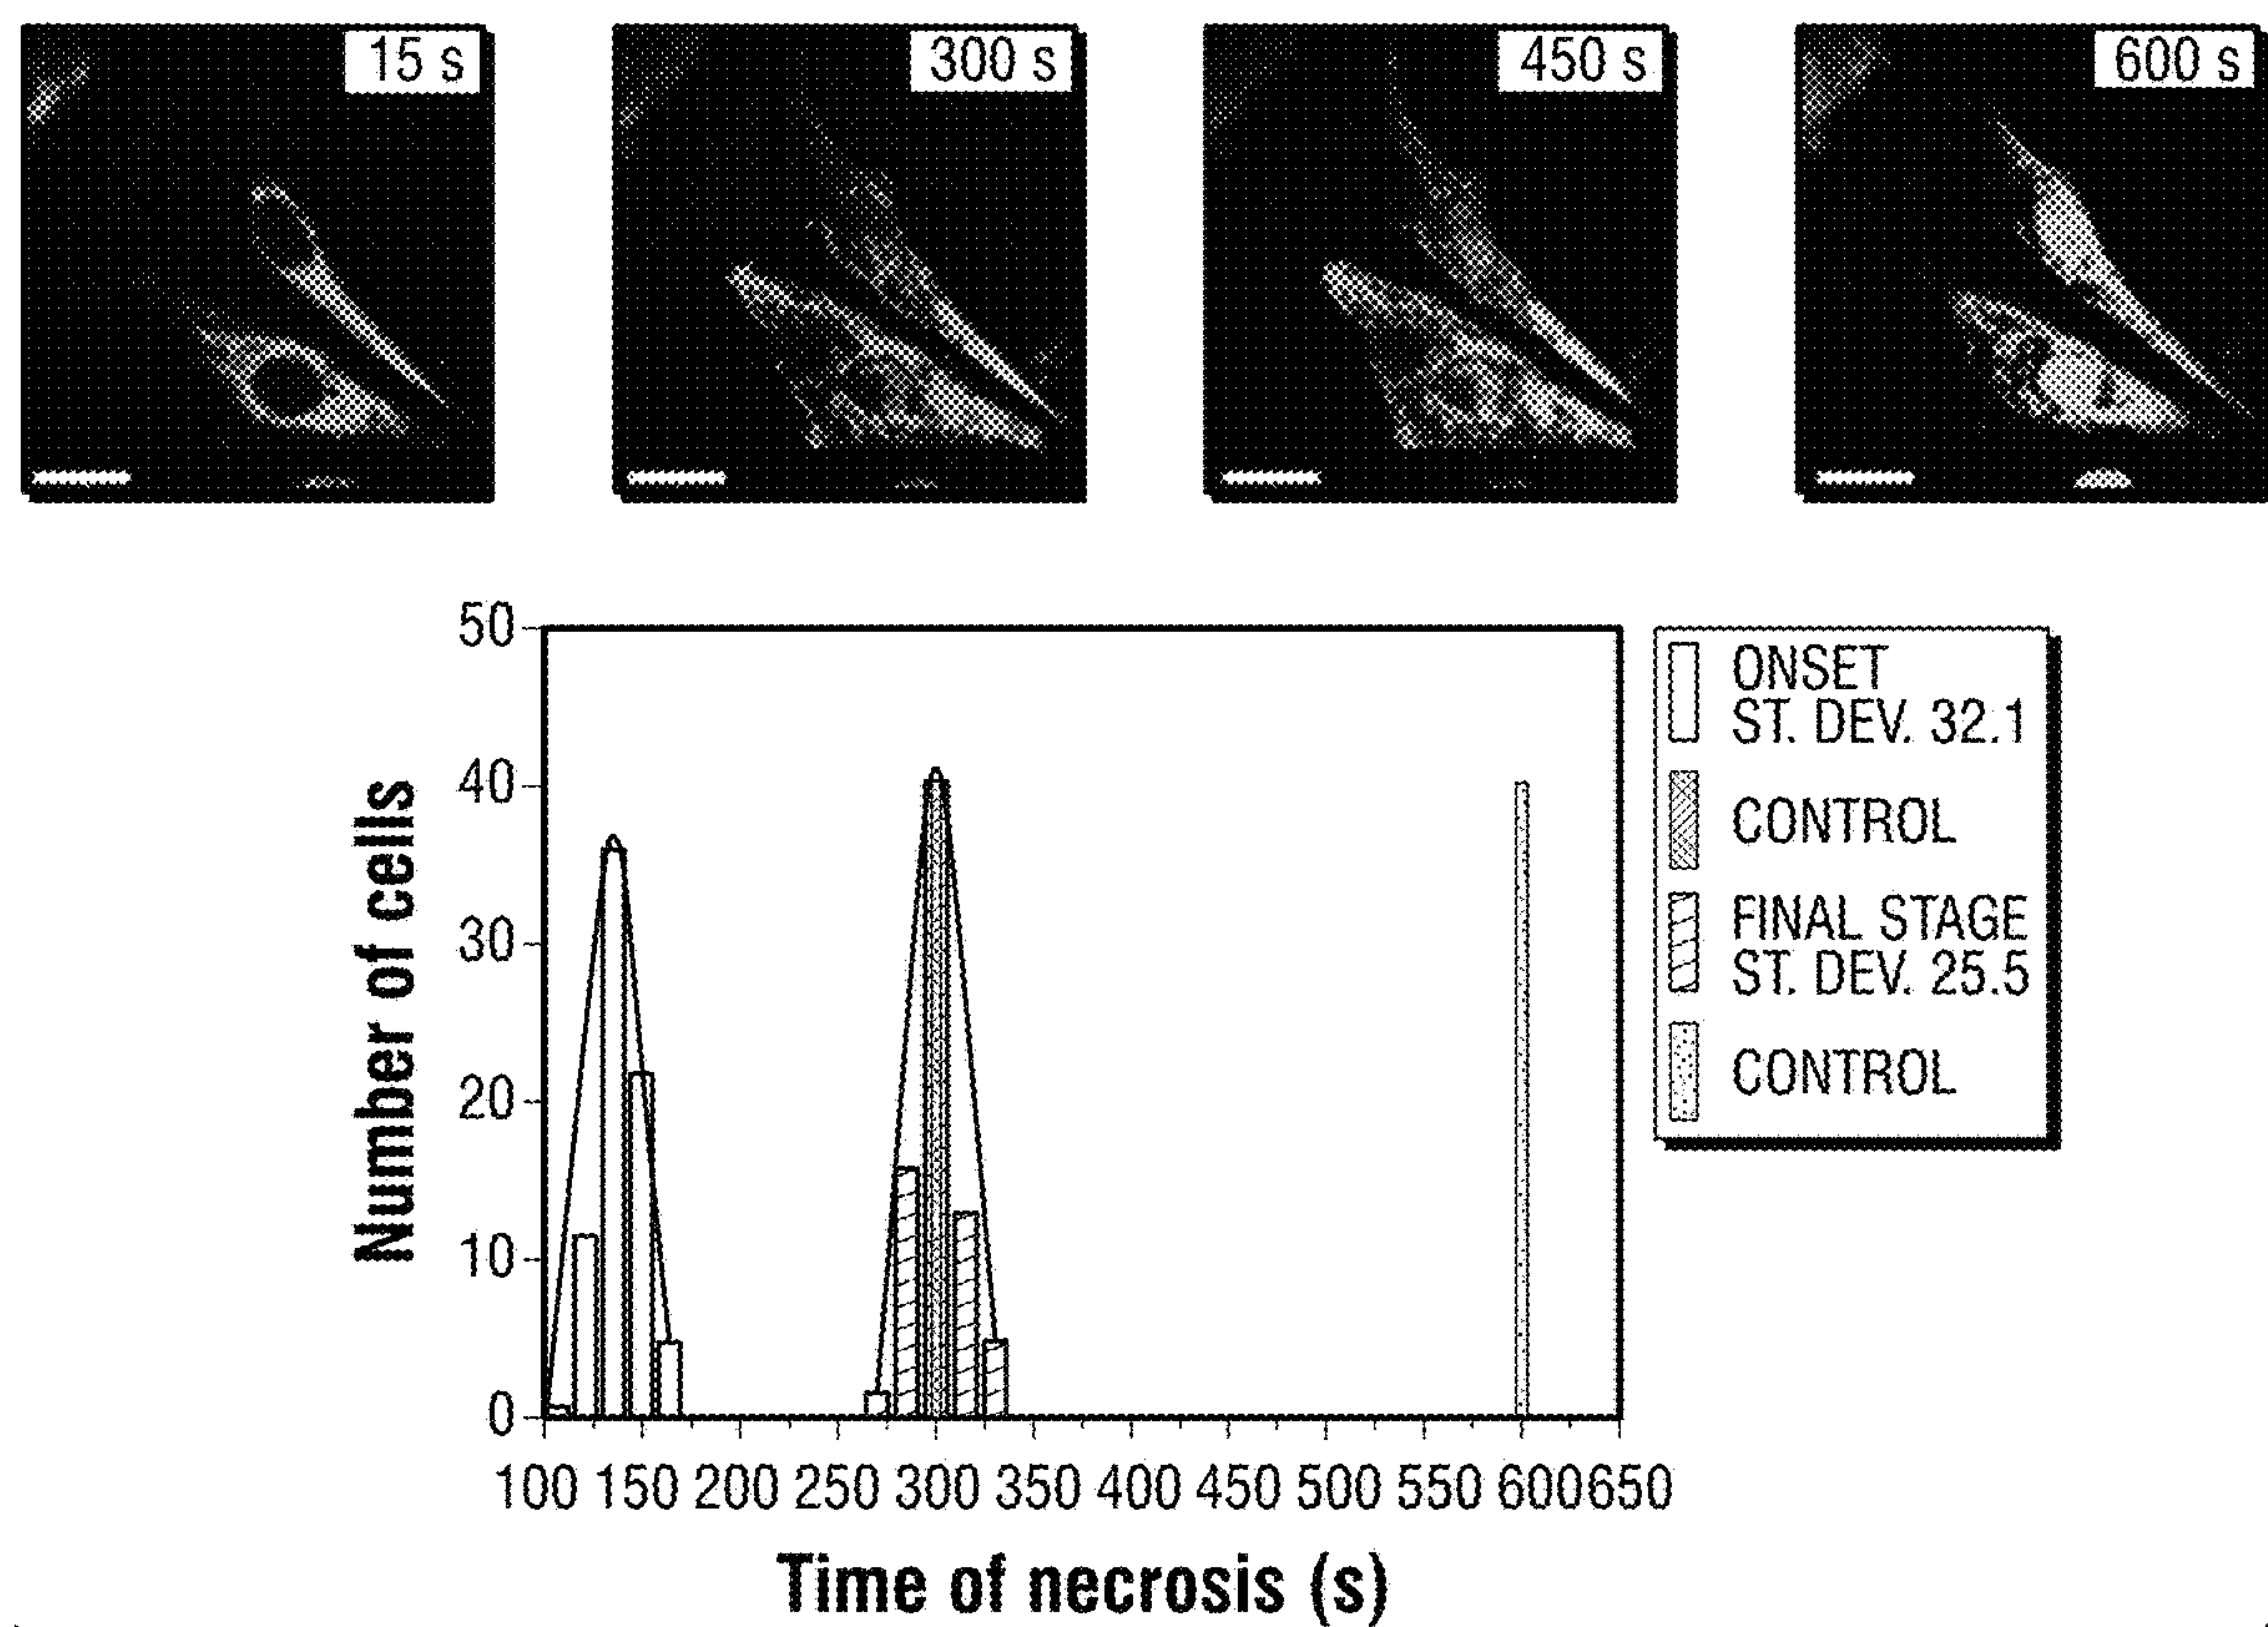 15 s
300 s
450 s
600 s
50
40
30
20
10
0
Number of cells
100 150 200 250 300 350 400 450 500 550 600 650
Time of necrosis (s)
ONSET
ST. DEV. 32.1
CONTROL
FINAL STAGE
ST. DEV. 25.5
CONTROL